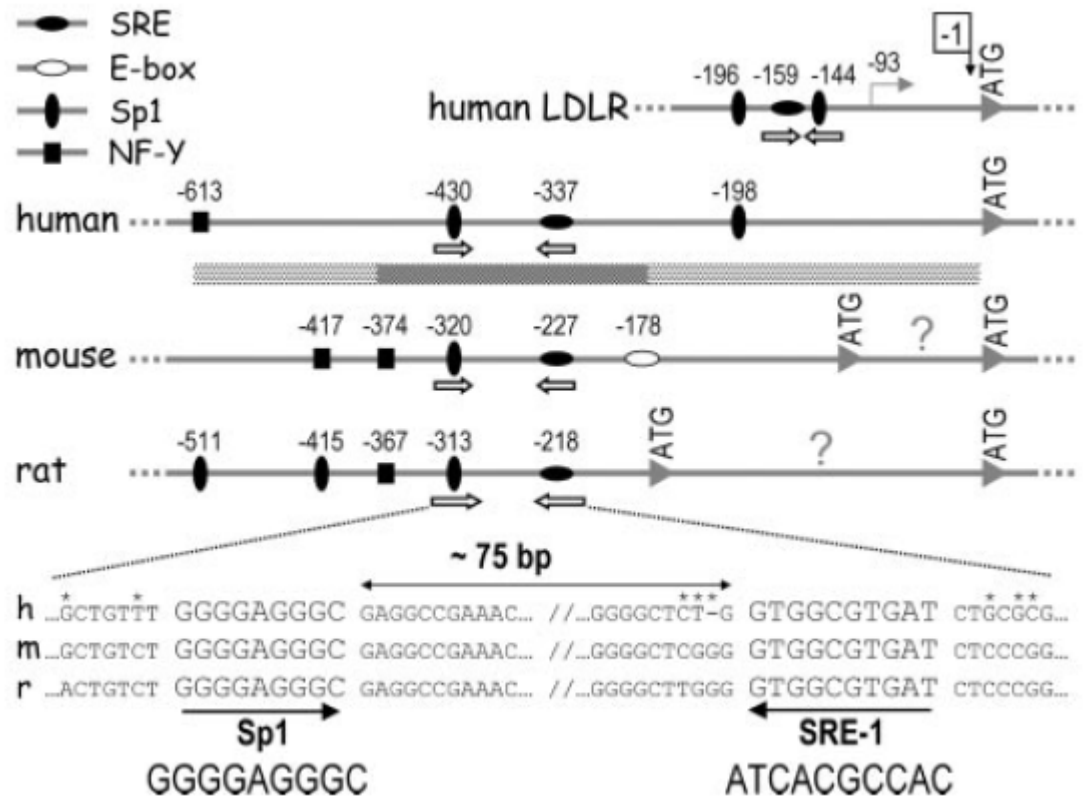 SRE
E-box
Sp1
NF-Y
-1
ATG
-196 -159 -144 -93
human LDLR
-613 -430 -337 -198
ATG
human
-417 -374 -320 -227 -178
ATG ? ATG
mouse
-511 -415 -367 -313 -218
ATG ? ATG
rat
~ 75 bp
* * *** * **
h ...GCTGTTT GGGGAGGGC GAGGCCGAAAC... //...GGGGCTCT-G GTGGCGTGAT CTGCGCG...
m ...GCTGTCT GGGGAGGGC GAGGCCGAAAC... //...GGGGCTCGGG GTGGCGTGAT CTCCCGG...
r ...ACTGTCT GGGGAGGGC GAGGCCGAAAC... //...GGGGCTTGGG GTGGCGTGAT CTCCCGG...
Sp1 SRE-1
GGGGAGGGC ATCACGCCAC